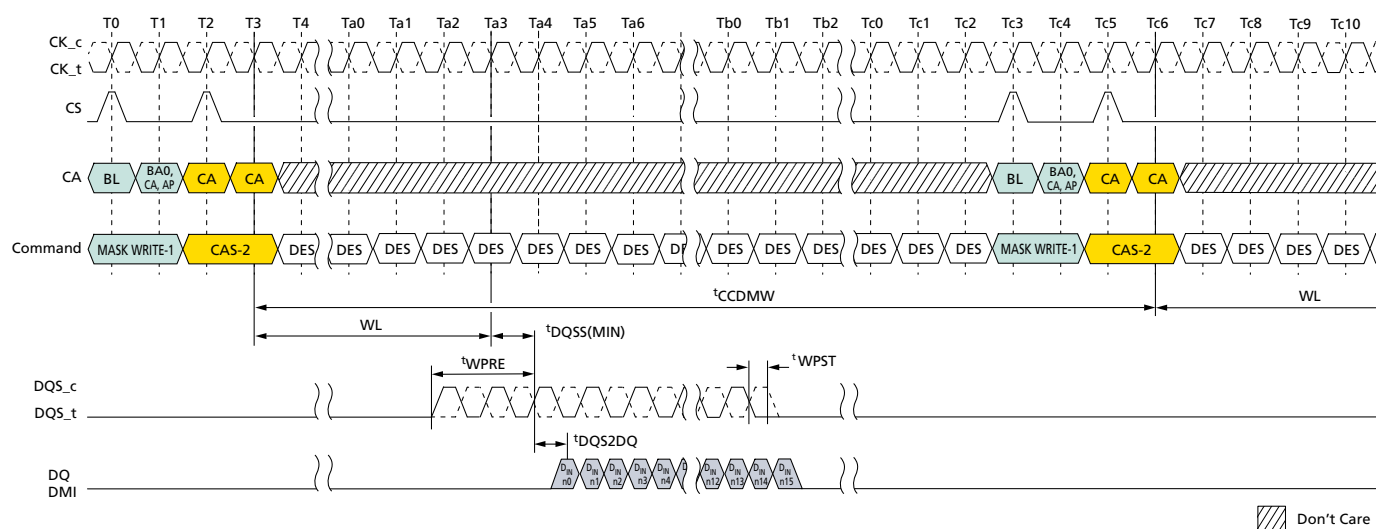 T0 T1 T2 T3 T4 Ta0 Ta1 Ta2 Ta3 Ta4 Ta5 Ta6 Tb0 Tb1 Tb2 Tc0 Tc1 Tc2 Tc3 Tc4 Tc5 Tc6 Tc7 Tc8 Tc9 Tc10
CK_c
CK_t
CS
CA BL BA0, CA, AP CA CA BL BA0, CA, AP CA CA
Command MASK WRITE-1 CAS-2 DES DES DES DES DES DES DES DES DES DES DES DES DES DES MASK WRITE-1 CAS-2 DES DES DES DES
tCCDMW WL
WL tDQSS(MIN)
tWPRE tWPST
DQS_c
DQS_t
tDQS2DQ
DQ DIN n0 DIN n1 DIN n2 DIN n3 DIN n4 DIN n12 DIN n13 DIN n14 DIN n15
DMI
Don't Care